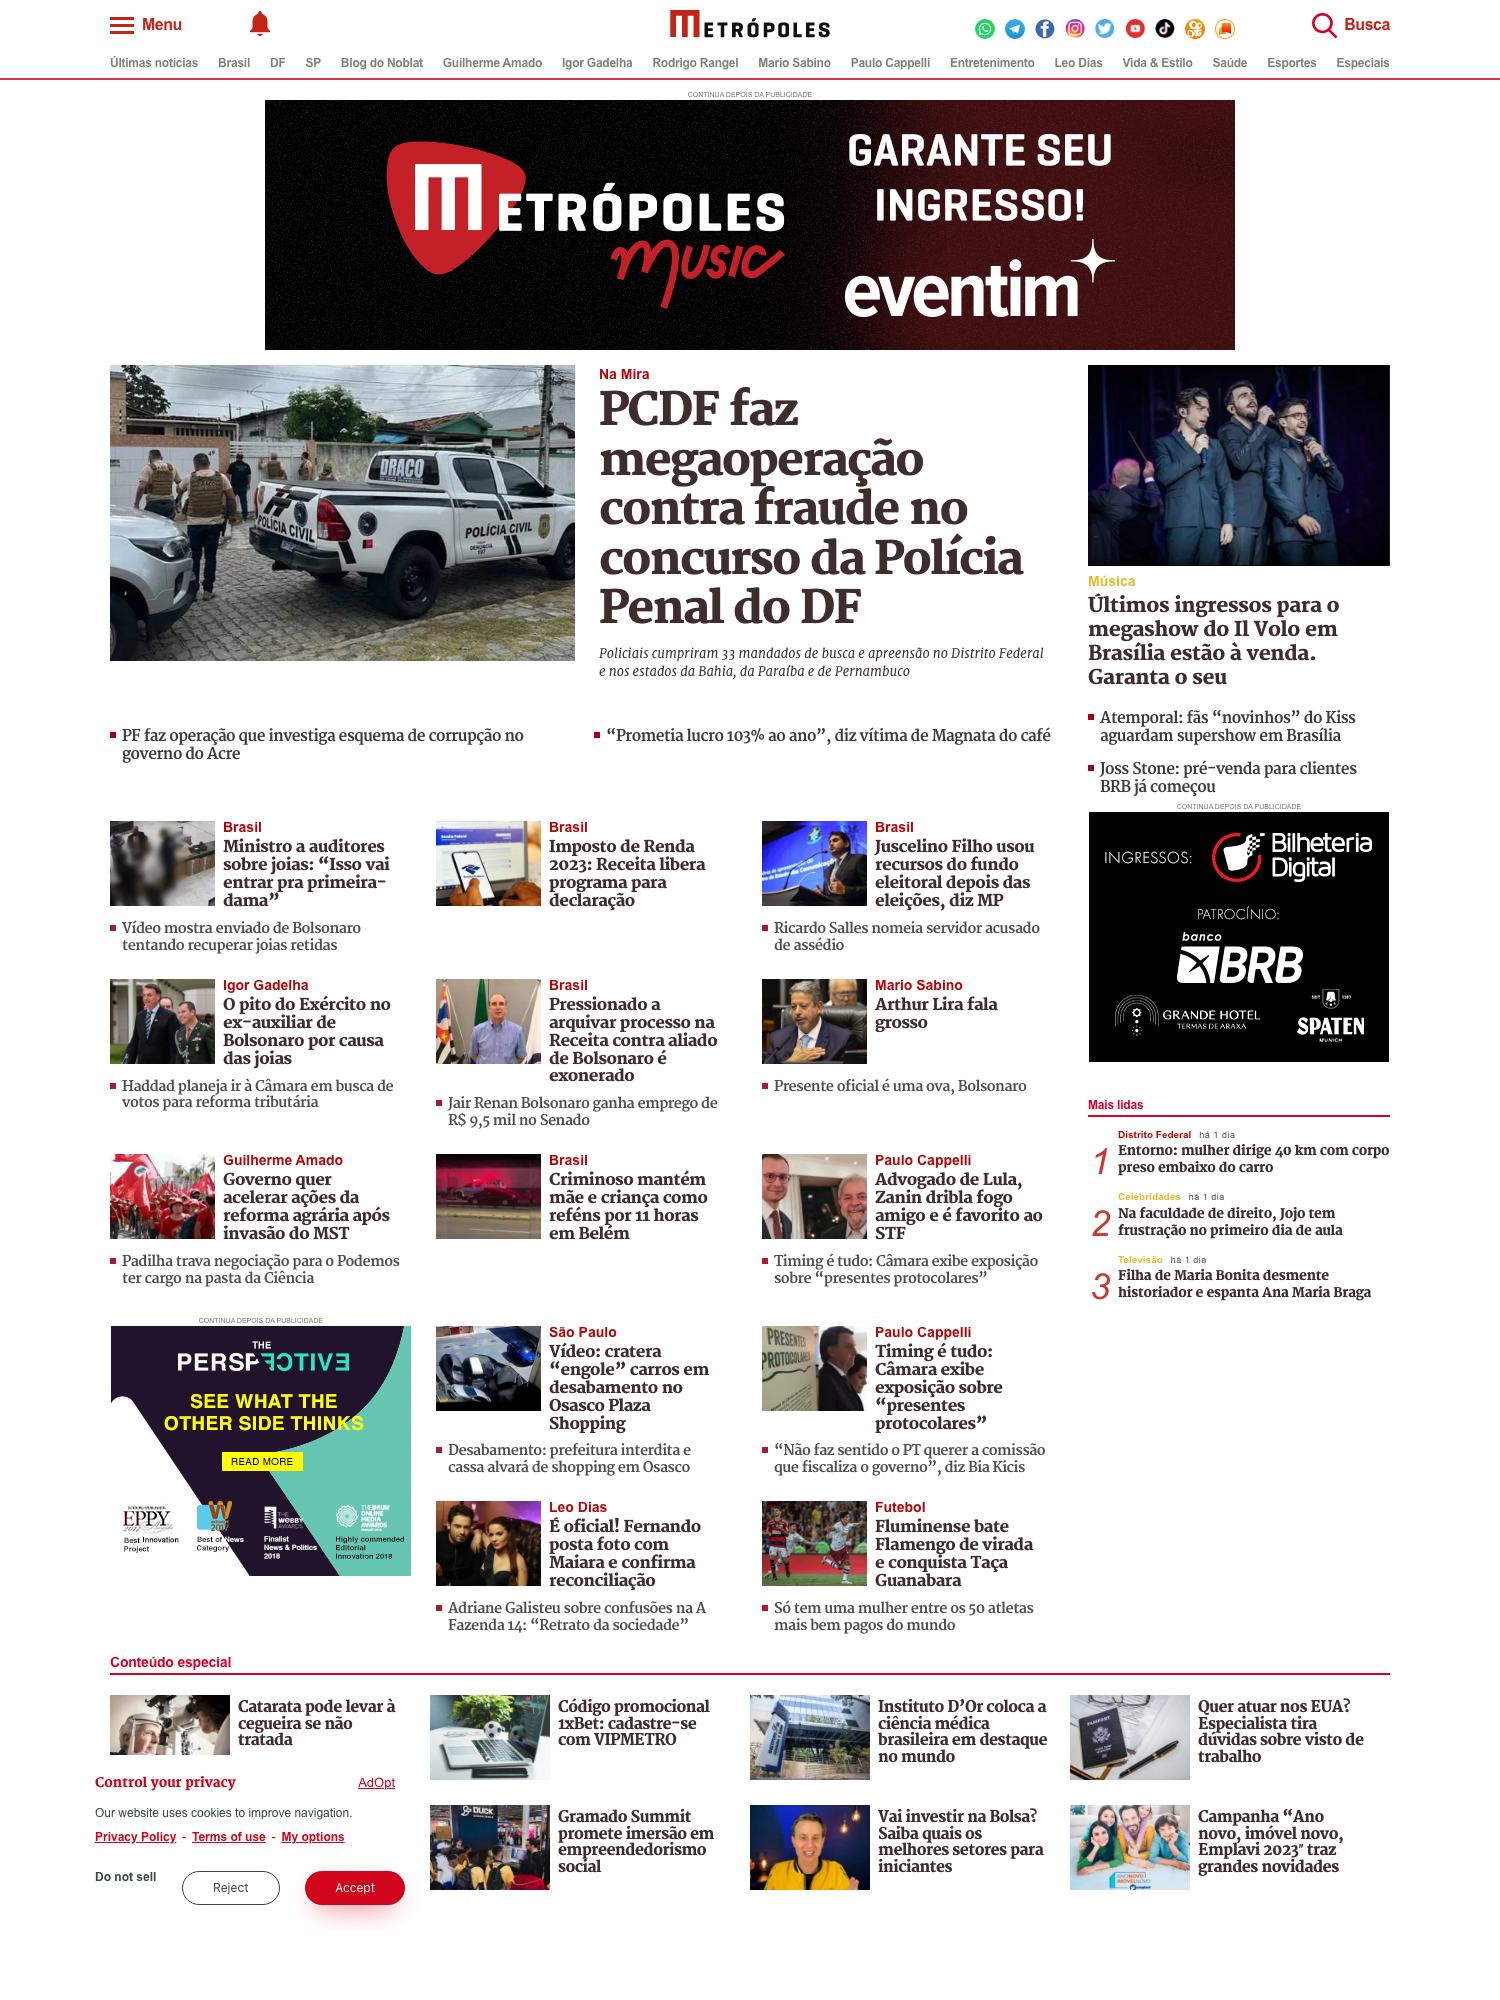 Menu
METRÓPOLES
Busca
Últimas notícias Brasil DF SP Blog do Noblat Guilherme Amado Igor Gadelha Rodrigo Rangel Mario Sabino Paulo Cappelli Entretenimento Leo Dias Vida & Estilo Saúde Esportes Especiais
CONTINUA DEPOIS DA PUBLICIDADE
METRÓPOLES
music
GARANTE SEU
INGRESSO!
eventim
DRACO
POLÍCIA CIVIL
POLÍCIA CIVIL
DENÚNCIA
197
Na Mira
PCDF faz
megaoperação
contra fraude no
concurso da Polícia
Penal do DF
Policiais cumpriram 33 mandados de busca e apreensão no Distrito Federal
e nos estados da Bahia, da Paraíba e de Pernambuco
PF faz operação que investiga esquema de corrupção no
governo do Acre
“Prometia lucro 103% ao ano”, diz vítima de Magnata do café
Música
Últimos ingressos para o
megashow do Il Volo em
Brasília estão à venda.
Garanta o seu
Atemporal: fãs “novinhos” do Kiss
aguardam supershow em Brasília
Joss Stone: pré-venda para clientes
BRB já começou
CONTINUA DEPOIS DA PUBLICIDADE
INGRESSOS:
Bilheteria
Digital
PATROCÍNIO:
banco
BRB
GRANDE HOTEL
TERMAS DE ARAXÁ
SPATEN
MUNICH
Brasil
Ministro a auditores
sobre joias: “Isso vai
entrar pra primeira-
dama”
Vídeo mostra enviado de Bolsonaro
tentando recuperar joias retidas
Brasil
Imposto de Renda
2023: Receita libera
programa para
declaração
Brasil
Juscelino Filho usou
recursos do fundo
eleitoral depois das
eleições, diz MP
Ricardo Salles nomeia servidor acusado
de assédio
Igor Gadelha
O pito do Exército no
ex-auxiliar de
Bolsonaro por causa
das joias
Haddad planeja ir à Câmara em busca de
votos para reforma tributária
Brasil
Pressionado a
arquivar processo na
Receita contra aliado
de Bolsonaro é
exonerado
Jair Renan Bolsonaro ganha emprego de
R$ 9,5 mil no Senado
Mario Sabino
Arthur Lira fala
grosso
Presente oficial é uma ova, Bolsonaro
Mais lidas
1
Distrito Federal há 1 dia
Entorno: mulher dirige 40 km com corpo
preso embaixo do carro
2
Celebridades há 1 dia
Na faculdade de direito, Jojo tem
frustração no primeiro dia de aula
3
Televisão há 1 dia
Filha de Maria Bonita desmente
historiador e espanta Ana Maria Braga
Guilherme Amado
Governo quer
acelerar ações da
reforma agrária após
invasão do MST
Padilha trava negociação para o Podemos
ter cargo na pasta da Ciência
Brasil
Criminoso mantém
mãe e criança como
reféns por 11 horas
em Belém
Paulo Cappelli
Advogado de Lula,
Zanin dribla fogo
amigo e é favorito ao
STF
Timing é tudo: Câmara exibe exposição
sobre “presentes protocolares”
CONTINUA DEPOIS DA PUBLICIDADE
THE
PERSPECTIVE
SEE WHAT THE
OTHER SIDE THINKS
READ MORE
EPPY
2017
Best Innovation
Project
W
2017
Best of News
Category
THE
WEBBY
AWARDS
Finalist
News & Politics
2018
THE DRUM
ONLINE
MEDIA
AWARDS
Highly commended
Editorial
Innovation 2018
São Paulo
Vídeo: cratera
“engole” carros em
desabamento no
Osasco Plaza
Shopping
Desabamento: prefeitura interdita e
cassa alvará de shopping em Osasco
PRESENTES
PROTOCOLARES
Paulo Cappelli
Timing é tudo:
Câmara exibe
exposição sobre
“presentes
protocolares”
“Não faz sentido o PT querer a comissão
que fiscaliza o governo”, diz Bia Kicis
Leo Dias
É oficial! Fernando
posta foto com
Maiara e confirma
reconciliação
Adriane Galisteu sobre confusões na A
Fazenda 14: “Retrato da sociedade”
Futebol
Fluminense bate
Flamengo de virada
e conquista Taça
Guanabara
Só tem uma mulher entre os 50 atletas
mais bem pagos do mundo
Conteúdo especial
Catarata pode levar à
cegueira se não
tratada
Código promocional
1xBet: cadastre-se
com VIPMETRO
Instituto D’Or coloca a
ciência médica
brasileira em destaque
no mundo
PASSPORT
Quer atuar nos EUA?
Especialista tira
dúvidas sobre visto de
trabalho
Control your privacy
AdOpt
Our website uses cookies to improve navigation.
Privacy Policy - Terms of use - My options
Do not sell
Reject
Accept
DUCK
Gramado Summit
promete imersão em
empreendedorismo
social
Vai investir na Bolsa?
Saiba quais os
melhores setores para
iniciantes
Campanha “Ano
novo, imóvel novo,
Emplavi 2023″ traz
grandes novidades